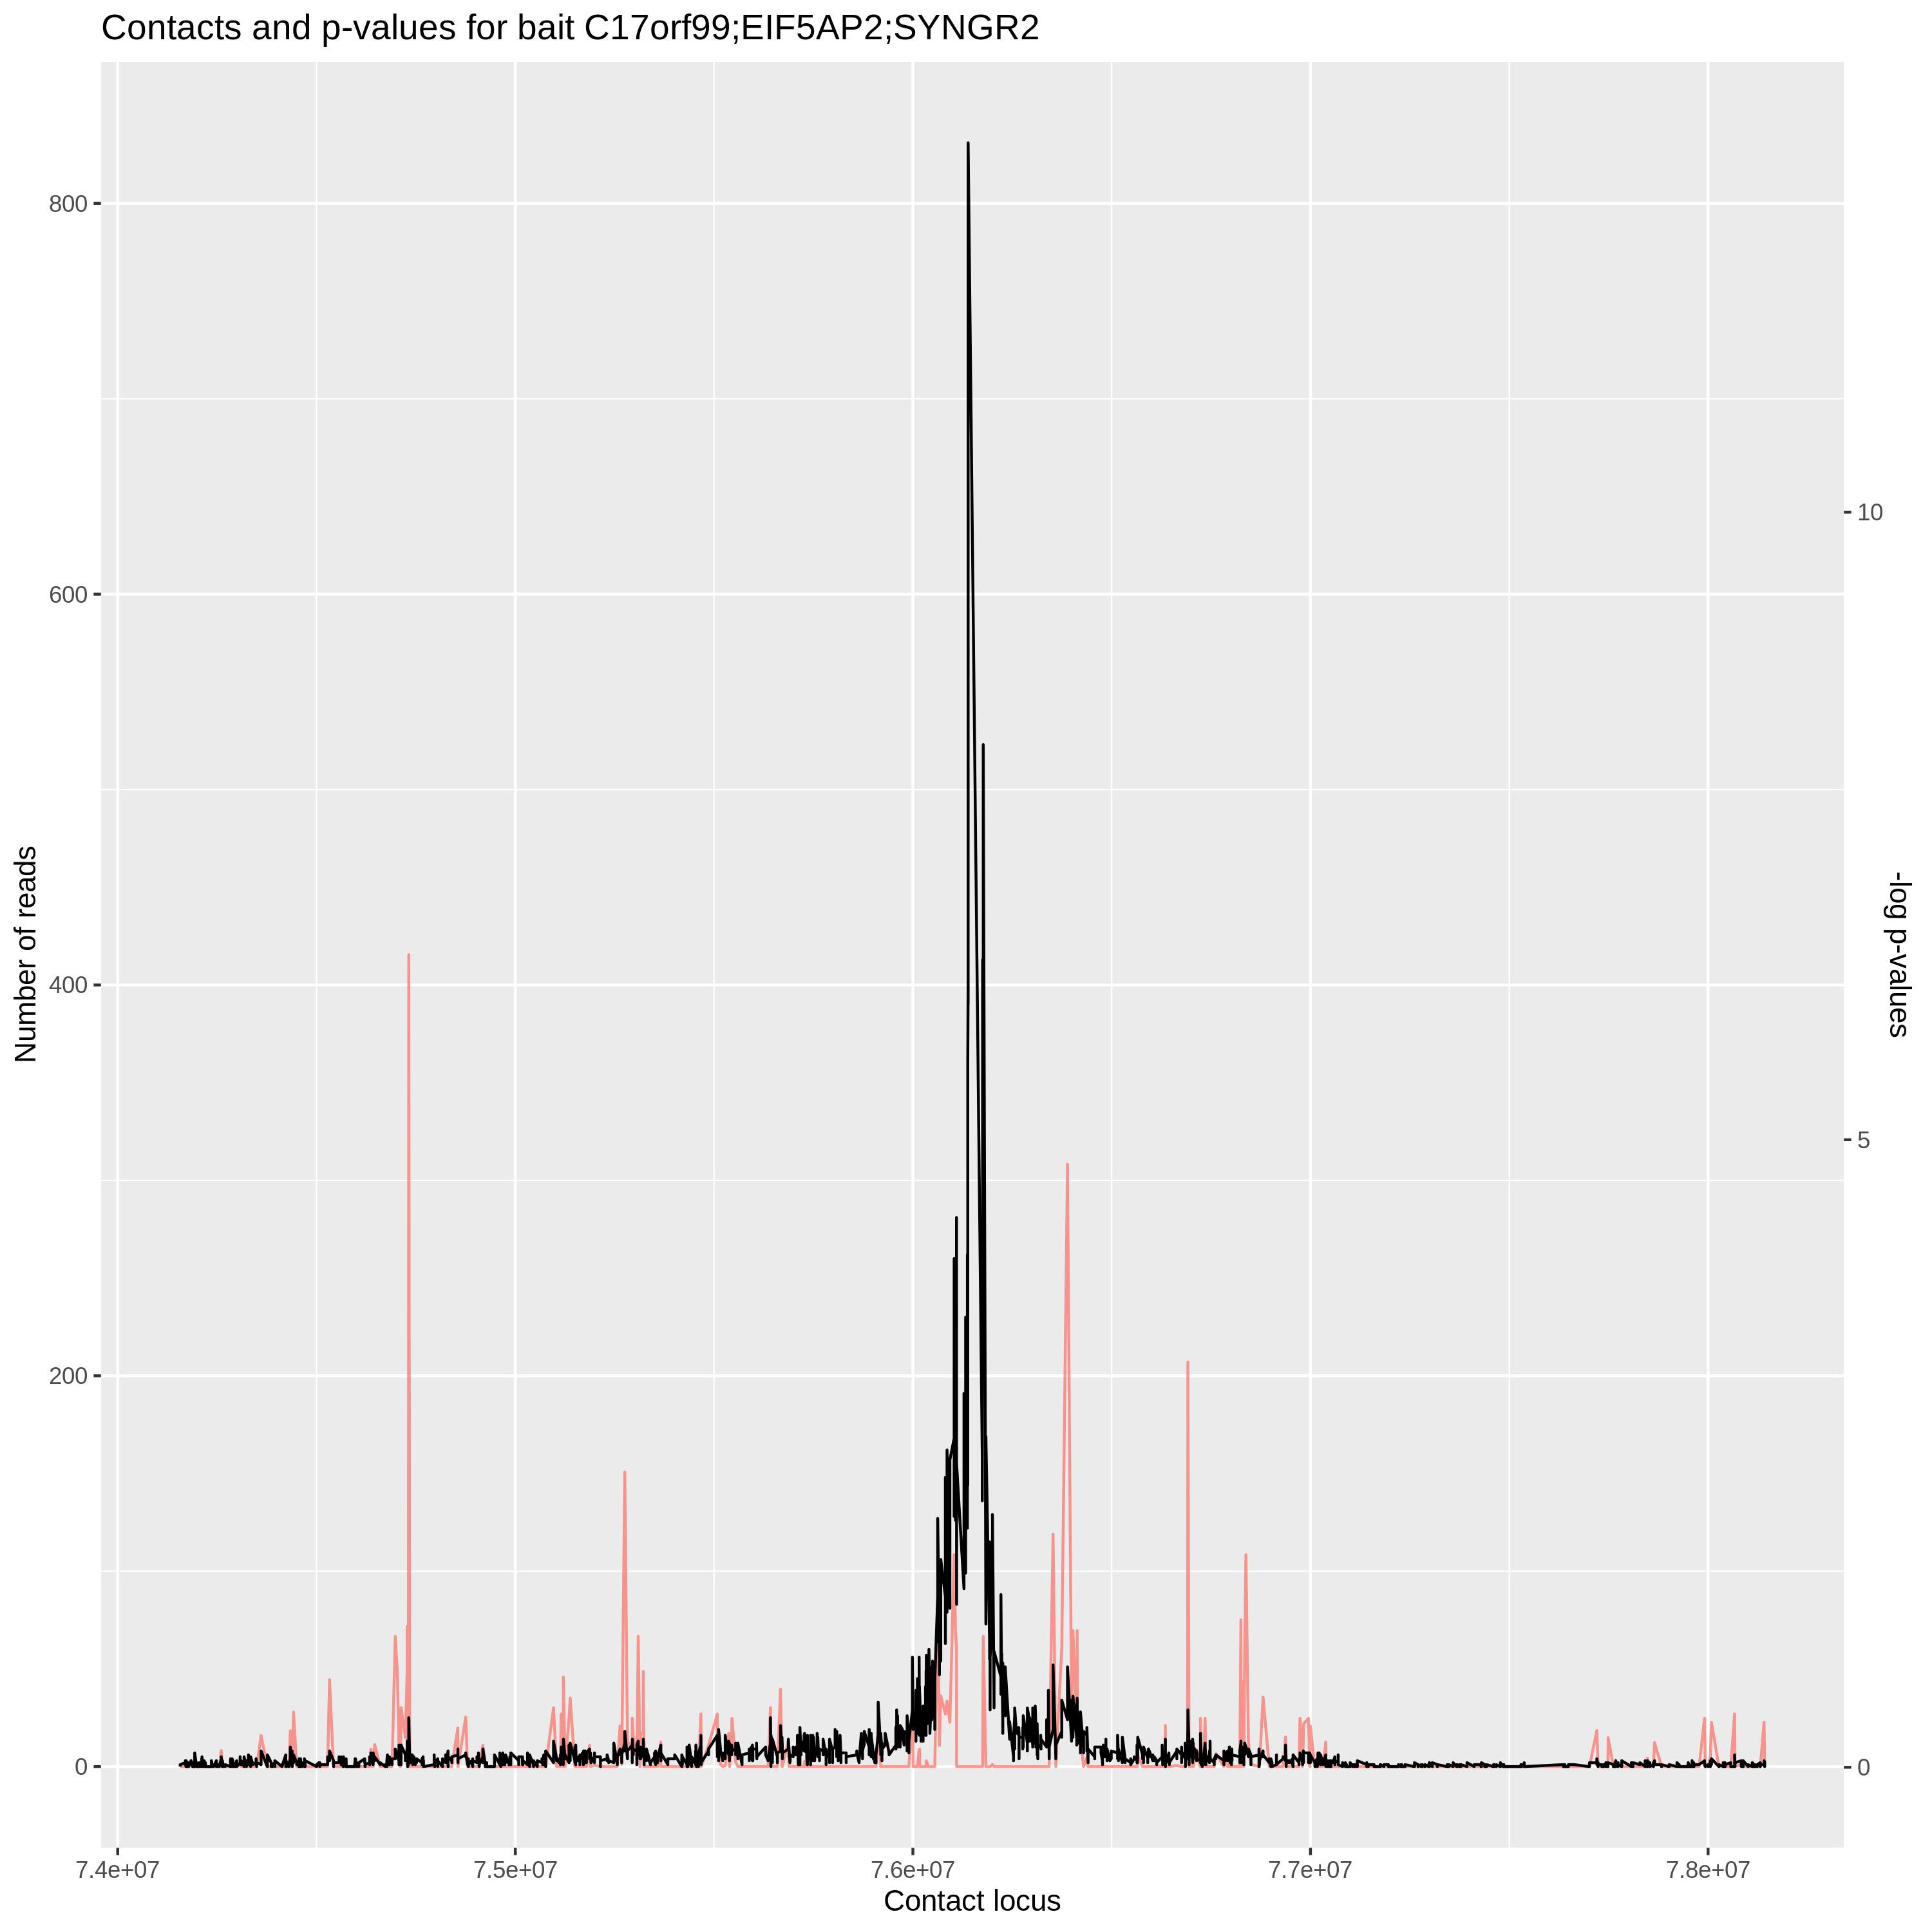 Contacts and p-values for bait C17orf99;EIF5AP2;SYNGR2
800
600
400
200
0
Number of reads
10
5
0
-log p-values
7.4e+07
7.5e+07
7.6e+07
7.7e+07
7.8e+07
Contact locus